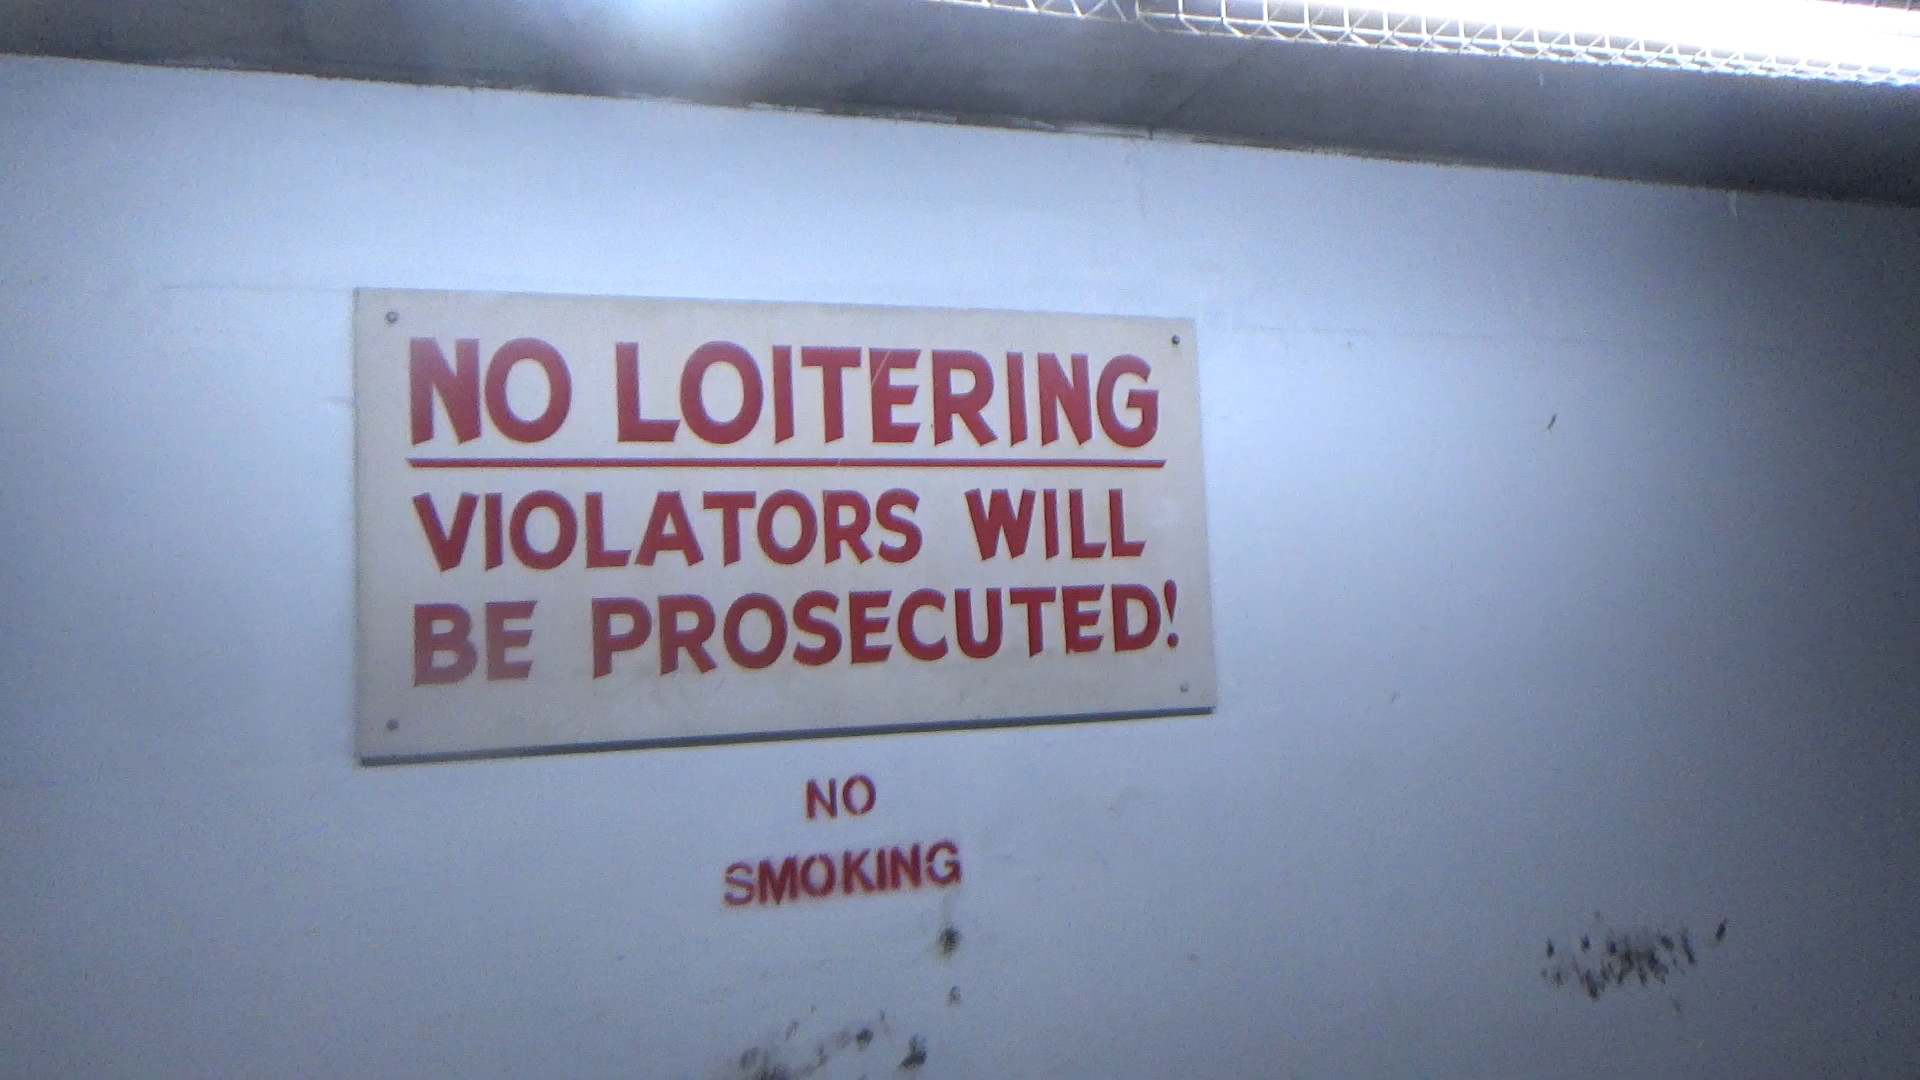 NO LOITERING
VIOLATORS WILL
BE PROSECUTED!
NO
SMOKING